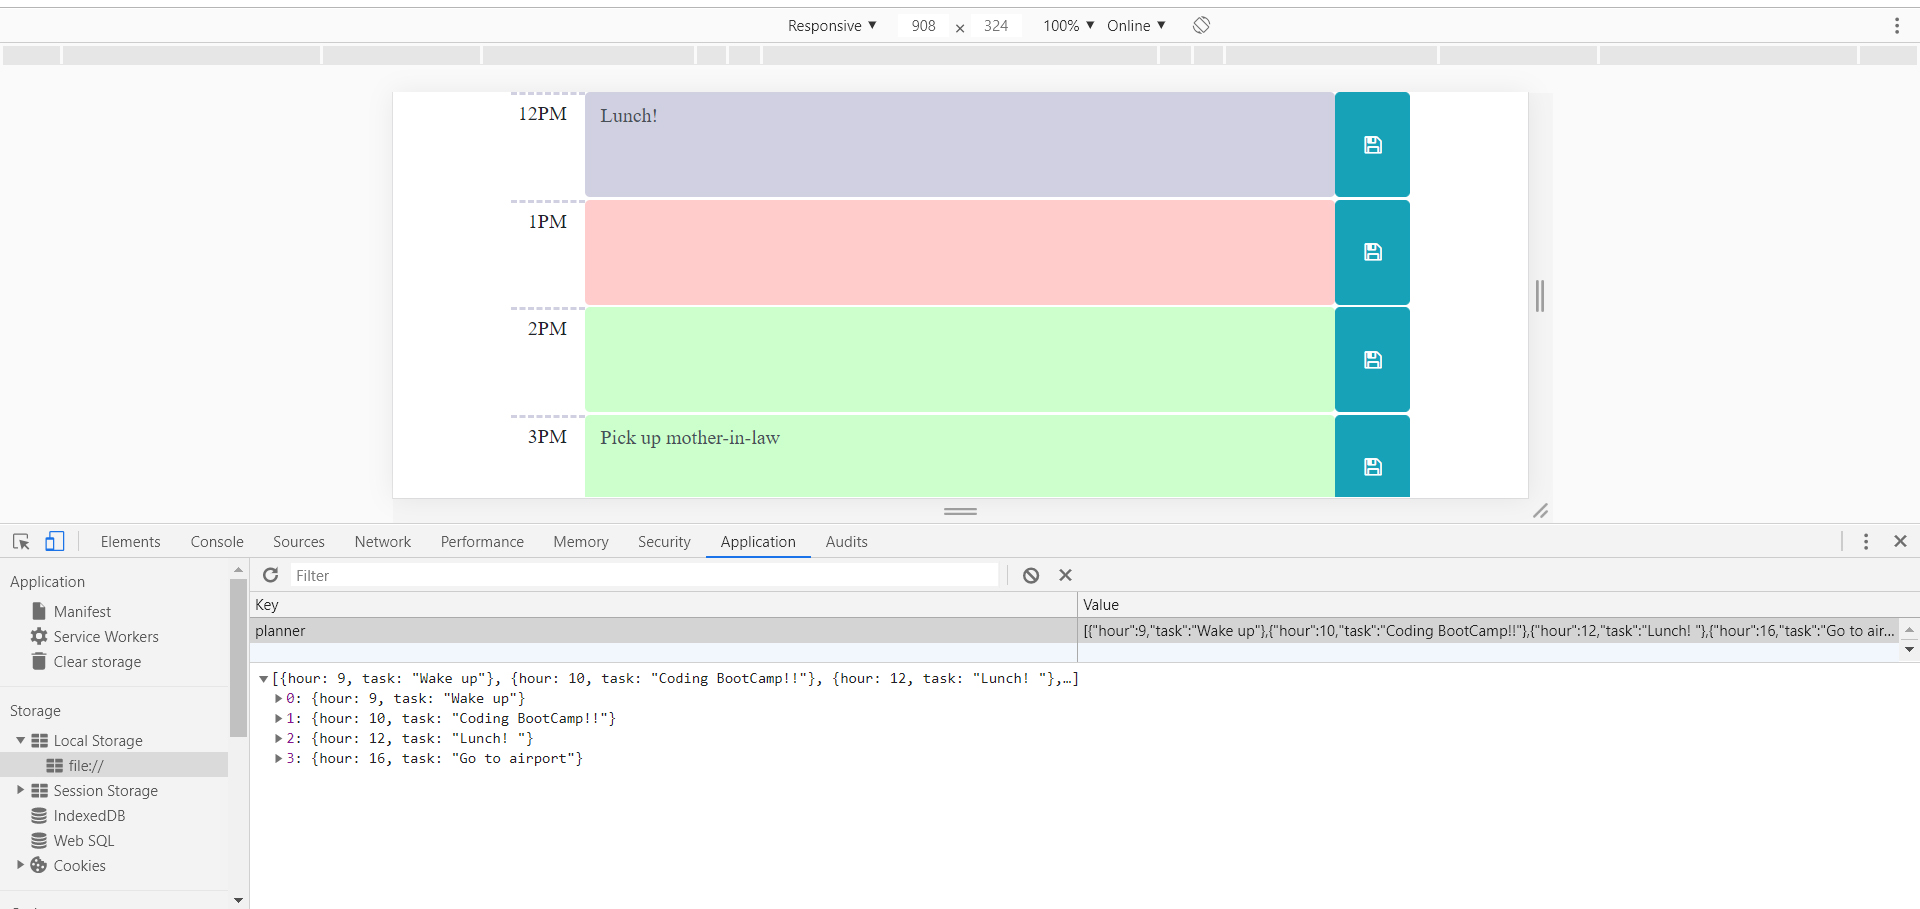 Responsive ▼ 908 × 324 100% ▼ Online ▼
12PM Lunch!
1PM
2PM
3PM Pick up mother-in-law
Elements Console Sources Network Performance Memory Security Application Audits
Application
Manifest
Service Workers
Clear storage
Storage
Local Storage
file://
Session Storage
IndexedDB
Web SQL
Cookies
Filter
Key Value
planner [{"hour":9,"task":"Wake up"},{"hour":10,"task":"Coding BootCamp!!"},{"hour":12,"task":"Lunch! "},{"hour":16,"task":"Go to air...
[{hour: 9, task: "Wake up"}, {hour: 10, task: "Coding BootCamp!!"}, {hour: 12, task: "Lunch! "},…]
0: {hour: 9, task: "Wake up"}
1: {hour: 10, task: "Coding BootCamp!!"}
2: {hour: 12, task: "Lunch! "}
3: {hour: 16, task: "Go to airport"}